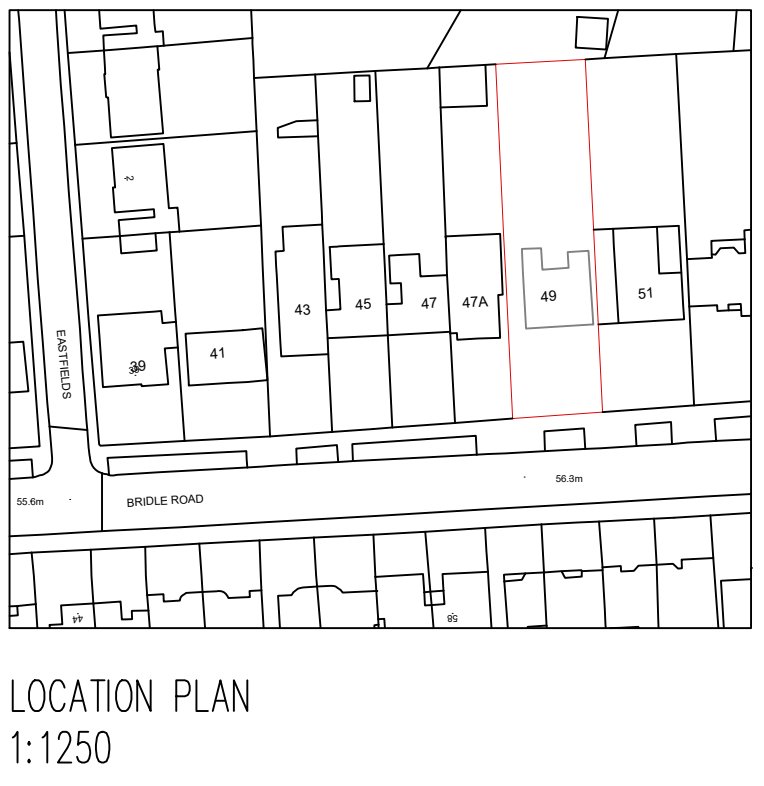 2
43
45
47
47A
49
51
39
41
EASTFIELDS
56.3m
55.6m
BRIDLE ROAD
44
58
LOCATION PLAN
1:1250